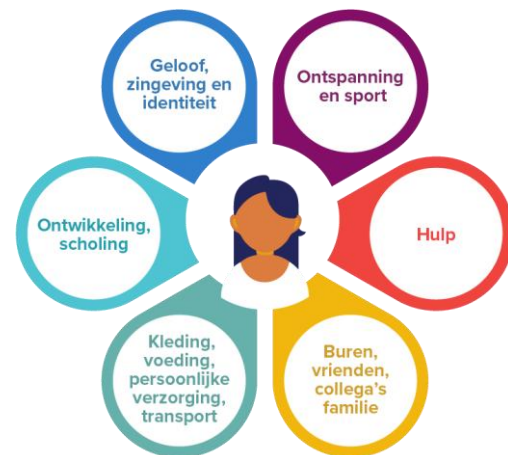 Geloof,
zingeving en
identiteit
Ontspanning
en sport
Ontwikkeling,
scholing
Hulp
Kleding,
voeding,
persoonlijke
verzorging,
transport
Buren,
vrienden,
collega's
familie